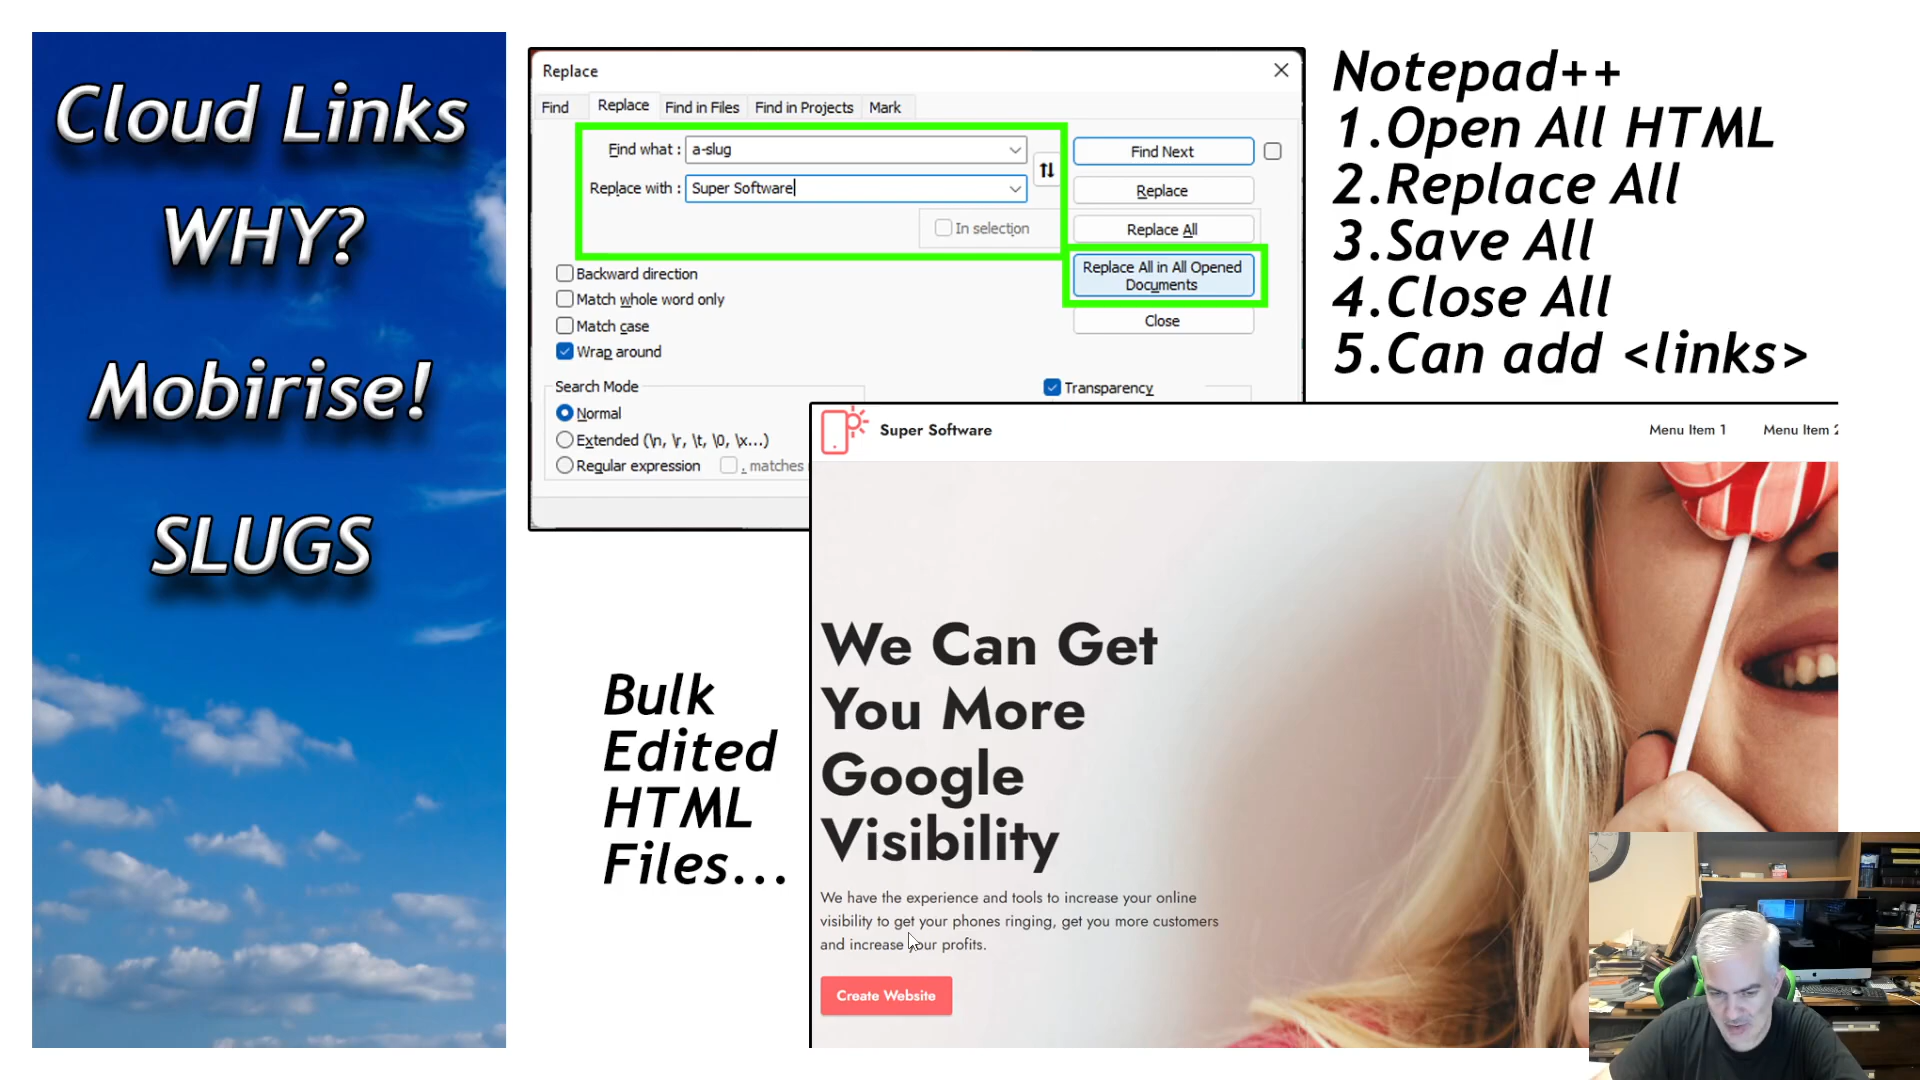 Cloud Links
WHY?
Mobirise!
SLUGS
Replace
Find
Replace
Find in Files
Find in Projects
Mark
Find what :
a-slug
Find Next
Replace with :
Super Software
Replace
In selection
Replace All
Replace All in All Opened
Documents
Close
Backward direction
Match whole word only
Match case
Wrap around
Search Mode
Normal
Extended (\n, \r, \t, \0, \x...)
Regular expression
. matches
Transparency
Notepad++
1.Open All HTML
2.Replace All
3.Save All
4.Close All
5.Can add <links>
Super Software
Menu Item 1
Menu Item 2
We Can Get
You More
Google
Visibility
We have the experience and tools to increase your online
visibility to get your phones ringing, get you more customers
and increase your profits.
Create Website
Bulk
Edited
HTML
Files...